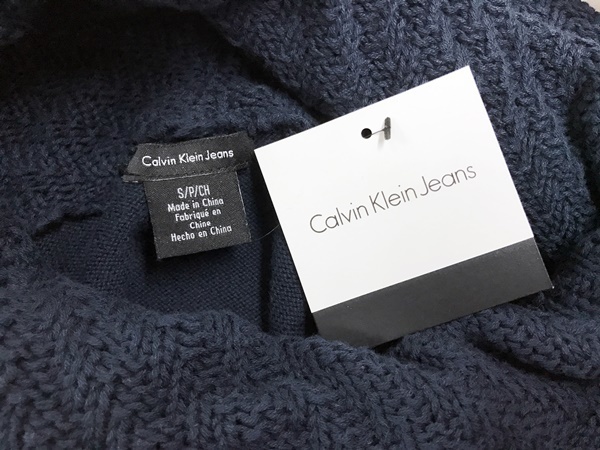 Calvin Klein Jeans
S/P/CH
Made in China
Fabriqué en
Chine
Hecho en China
Calvin Klein Jeans